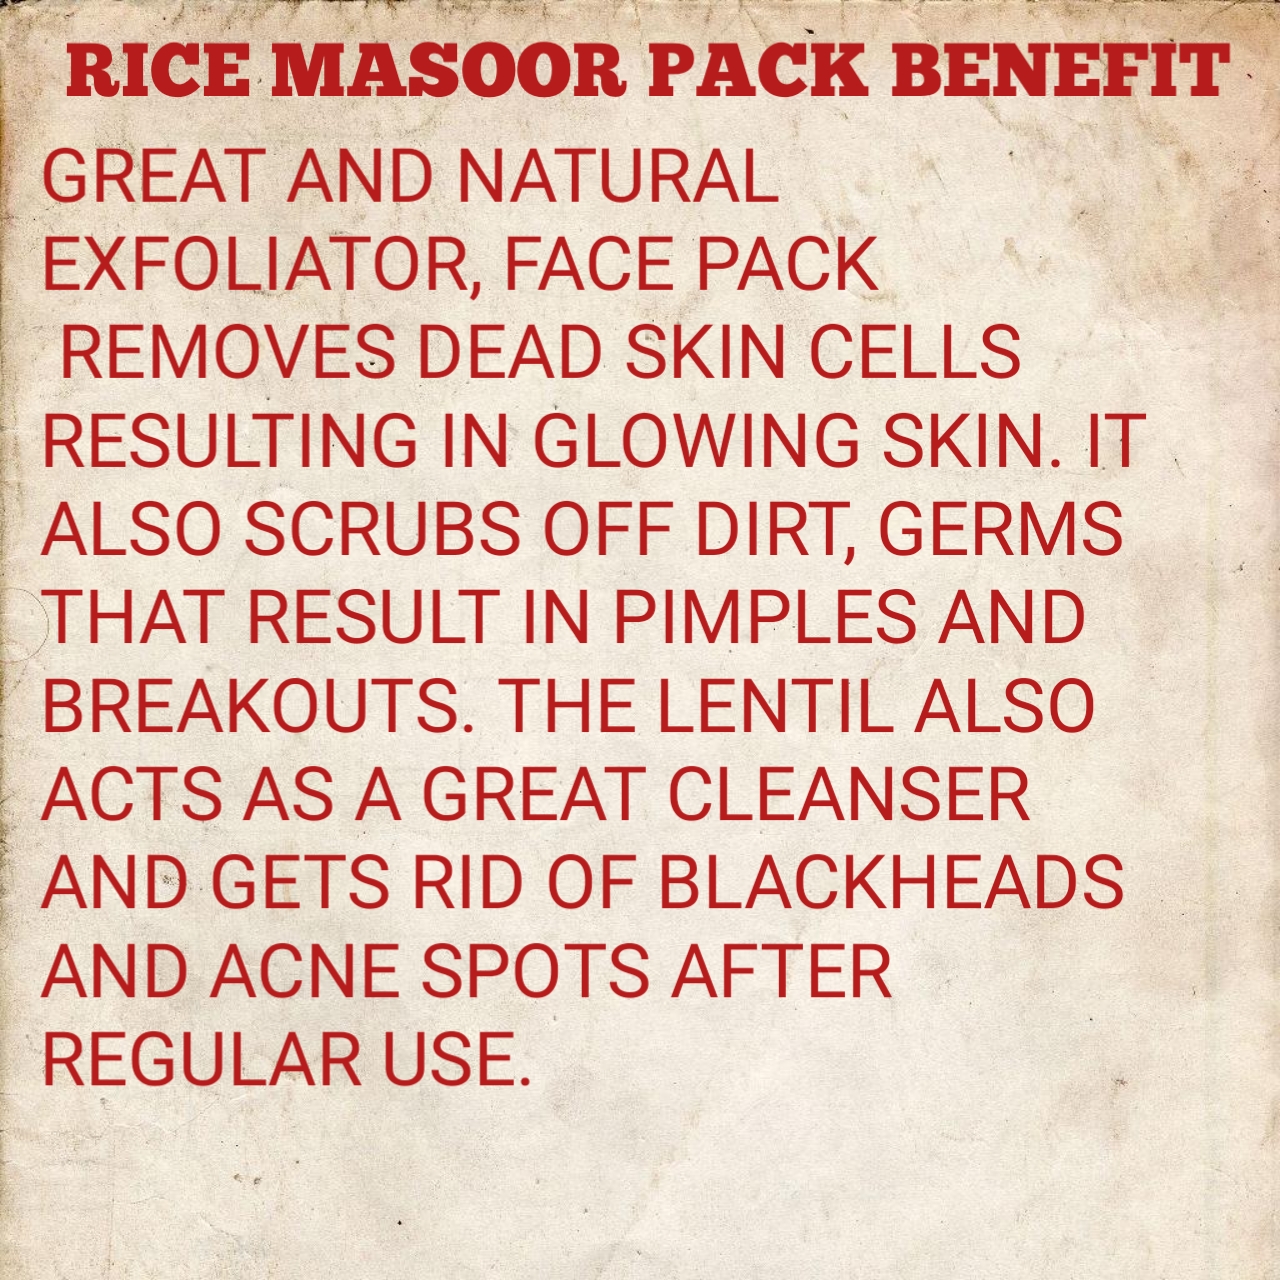 RICE MASOOR PACK BENEFIT
GREAT AND NATURAL
EXFOLIATOR, FACE PACK
REMOVES DEAD SKIN CELLS
RESULTING IN GLOWING SKIN. IT
ALSO SCRUBS OFF DIRT, GERMS
THAT RESULT IN PIMPLES AND
BREAKOUTS. THE LENTIL ALSO
ACTS AS A GREAT CLEANSER
AND GETS RID OF BLACKHEADS
AND ACNE SPOTS AFTER
REGULAR USE.